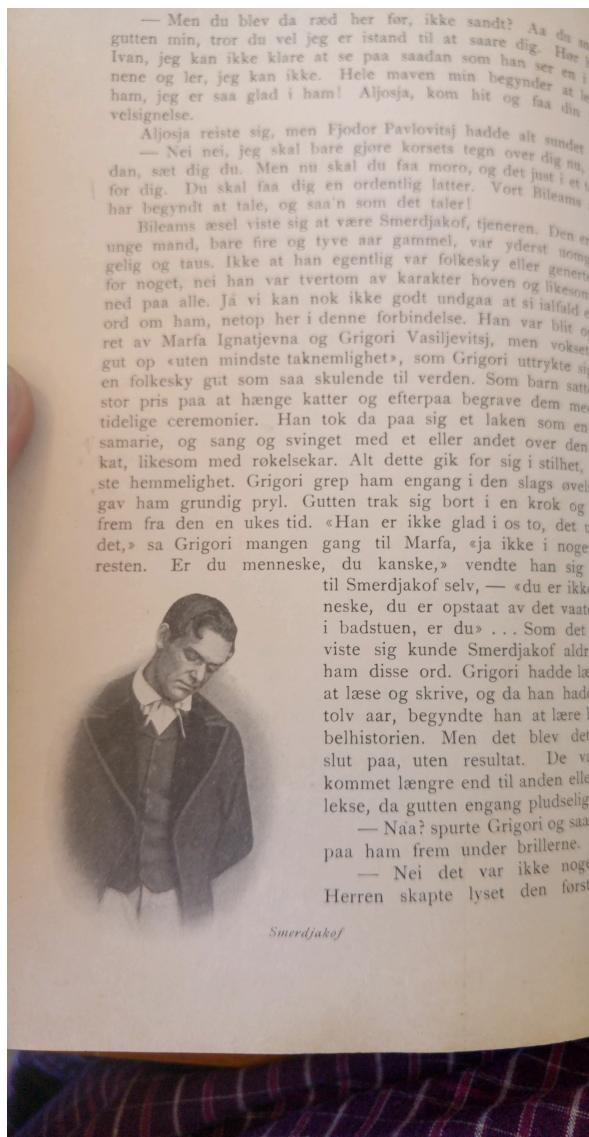 — Men du blev da ræd her før, ikke sandt? Aa du
gutten min, tror du vel jeg er istand til at saare dig. Hør
Ivan, jeg kan ikke klare at se paa saadan som han ser en i
nene og ler, jeg kan ikke. Hele maven min begynder at
ham, jeg er saa glad i ham! Aljosja, kom hit og faa din
velsignelse.
Aljosja reiste sig, men Fjodor Pavlovitsj hadde alt sundet
— Nei nei, jeg skal bare gjøre korsets tegn over dig nu,
dan, sæt dig du. Men nu skal du faa moro, og det just i et
for dig. Du skal faa dig en ordentlig latter. Vort Bileams
har begyndt at tale, og saa'n som det taler!
Bileams æsel viste sig at være Smerdjakof, tjeneren. Den
unge mand, bare fire og tyve aar gammel, var yderst
gelig og taus. Ikke at han egentlig var folkesky eller
for noget, nei han var tvertom av karakter hoven og
ned paa alle. Ja vi kan nok ikke godt undgaa at si ialfald
ord om ham, netop her i denne forbindelse. Han var blit
ret av Marfa Ignatjevna og Grigori Vasiljevitsj, men
gut op «uten mindste taknemlighet», som Grigori uttrykte
en folkesky gut som saa skulende til verden. Som barn
stor pris paa at hænge katter og efterpaa begrave dem
tidelige ceremonier. Han tok da paa sig et laken som en
samarie, og sang og svinget med et eller andet over den
kat, likesom med røkelsekar. Alt dette gik for sig i stilhet,
ste hemmelighet. Grigori grep ham engang i den slags
gav ham grundig pryl. Gutten trak sig bort i en krok og
frem fra den en ukes tid. «Han er ikke glad i os to, det
det,» sa Grigori mangen gang til Marfa, «ja ikke i
resten. Er du menneske, du kanske,» vendte han sig
til Smerdjakof selv, — «du er
neske, du er opstaat av det
i badstuen, er du» . . . Som det
viste sig kunde Smerdjakof
ham disse ord. Grigori hadde
at læse og skrive, og da han
tolv aar, begyndte han at lære
belhistorien. Men det blev
slut paa, uten resultat. De
kommet længre end til anden
lekse, da gutten engang
— Naa? spurte Grigori og saa
paa ham frem under brillerne.
— Nei det var ikke
Herren skapte lyset den
Smerdjakof